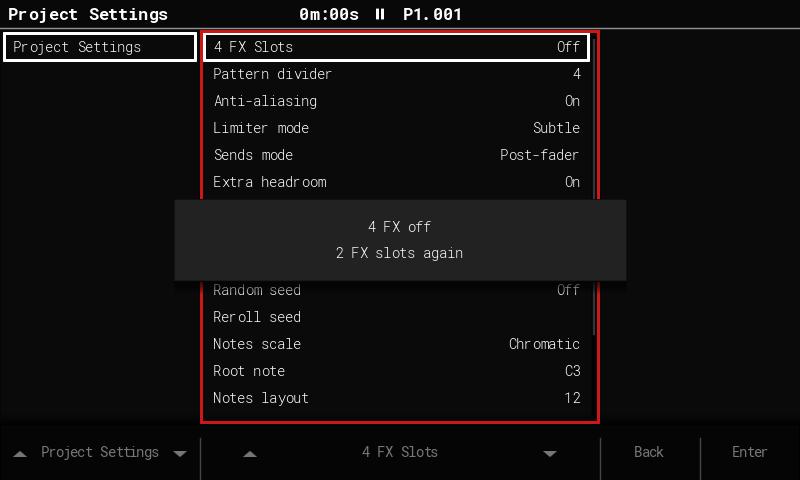 Project Settings 0m:00s P1.001
Project Settings
4 FX Slots Off
Pattern divider 4
Anti-aliasing On
Limiter mode Subtle
Sends mode Post-fader
Extra headroom On
4 FX off
2 FX slots again
Random seed Off
Reroll seed
Notes scale Chromatic
Root note C3
Notes layout 12
Project Settings 4 FX Slots Back Enter